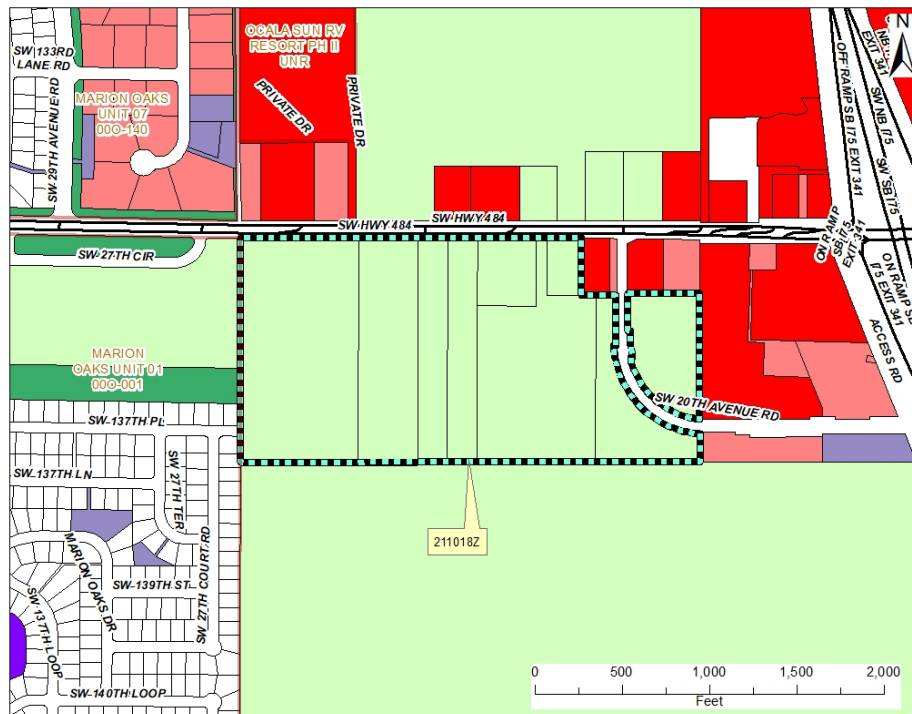 SW 133RD
LANE RD
SW 29TH AVENUE RD
MARION OAKS
UNIT 07
00O-140
OCALA SUN RV
RESORT PH II
UNR
PRIVATE DR
PRIVATE DR
OFF RAMP SB I75 EXIT 341
SW NB I75
NB I75
EXIT 341
SW SB I75
N
SW HWY 484
SW HWY 484
ON RAMP
SB I75
EXIT 341
SW 27TH CIR
ACCESS RD
ON RAMP SB
I75 EXIT 341
MARION
OAKS UNIT 01
00O-001
SW 20TH AVENUE RD
SW 137TH PL
SW 137TH LN
SW 27TH TER
SW 27TH COURT RD
MARION OAKS DR
SW 139TH ST
SW 137TH LOOP
SW 140TH LOOP
211018Z
0 500 1,000 1,500 2,000
Feet